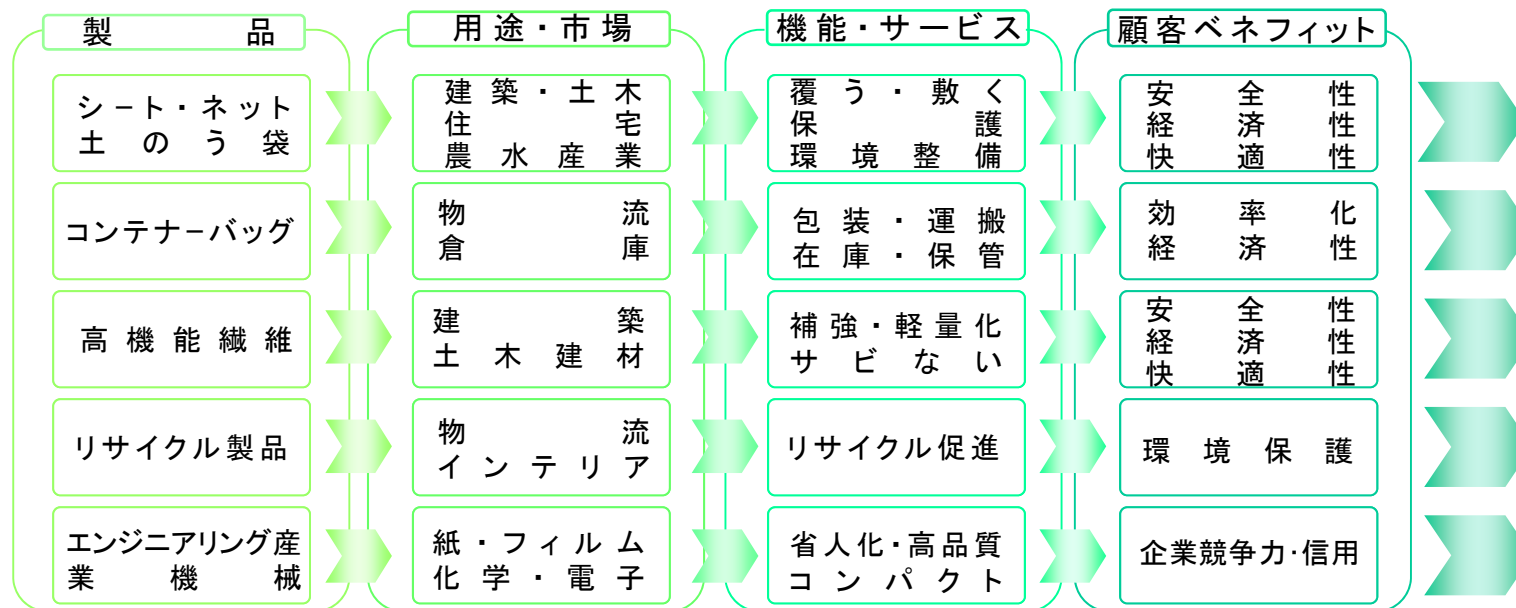 製品
用途・市場
機能・サービス
顧客ベネフィット
シート・ネット
土のう袋
建築・土木
住宅
農水産業
覆う・敷く
保護
環境整備
安全性
経済性
快適性
コンテナーバッグ
物流
倉庫
包装・運搬
在庫・保管
効率化
経済性
高機能繊維
建築
土木建材
補強・軽量化
サビない
安全性
経済性
快適性
リサイクル製品
物流
インテリア
リサイクル促進
環境保護
エンジニアリング産
業機械
紙・フィルム
化学・電子
省人化・高品質
コンパクト
企業競争力・信用